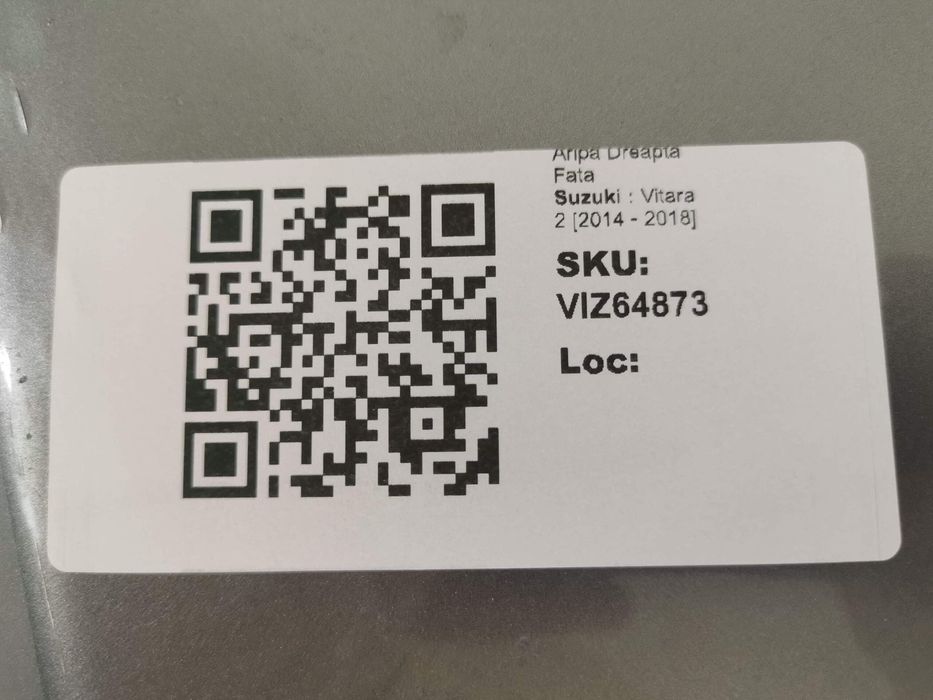 Aripa Dreapta
Fata
Suzuki : Vitara
2 [2014 - 2018]
SKU:
VIZ64873
Loc: